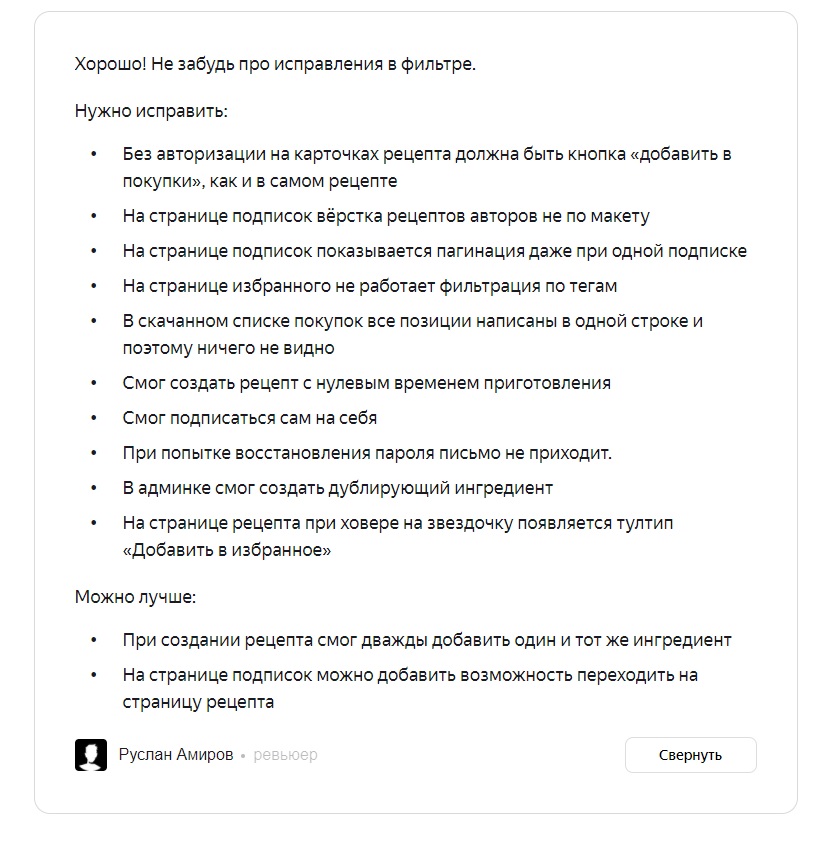 Хорошо! Не забудь про исправления в фильтре.
Нужно исправить:
• Без авторизации на карточках рецепта должна быть кнопка «добавить в
покупки», как и в самом рецепте
• На странице подписок вёрстка рецептов авторов не по макету
• На странице подписок показывается пагинация даже при одной подписке
• На странице избранного не работает фильтрация по тегам
• В скачанном списке покупок все позиции написаны в одной строке и
поэтому ничего не видно
• Смог создать рецепт с нулевым временем приготовления
• Смог подписаться сам на себя
• При попытке восстановления пароля письмо не приходит.
• В админке смог создать дублирующий ингредиент
• На странице рецепта при ховере на звездочку появляется тултип
«Добавить в избранное»
Можно лучше:
• При создании рецепта смог дважды добавить один и тот же ингредиент
• На странице подписок можно добавить возможность переходить на
страницу рецепта
Руслан Амиров • ревьюер
Свернуть